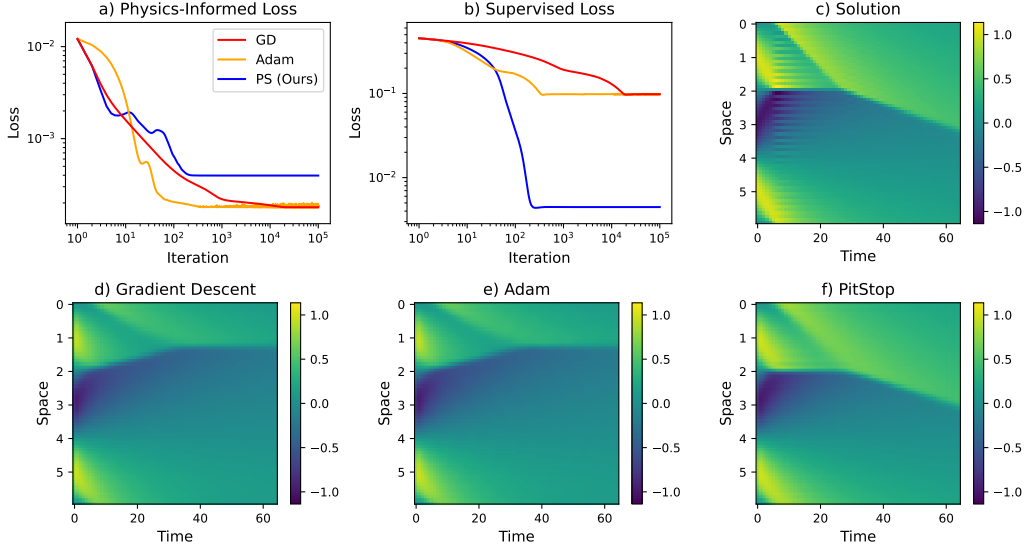 a) Physics-Informed Loss
b) Supervised Loss
c) Solution
GD
Adam
PS (Ours)
Loss
10⁻²
10⁻³
10⁰ 10¹ 10² 10³ 10⁴ 10⁵
Iteration
Loss
10⁻¹
10⁻²
10⁰ 10¹ 10² 10³ 10⁴ 10⁵
Iteration
Space
0
1
2
3
4
5
0 20 40 60
Time
1.0
0.5
0.0
−0.5
−1.0
d) Gradient Descent
e) Adam
f) PitStop
Space
0
1
2
3
4
5
0 20 40 60
Time
1.0
0.5
0.0
−0.5
−1.0
Space
0
1
2
3
4
5
0 20 40 60
Time
1.0
0.5
0.0
−0.5
−1.0
Space
0
1
2
3
4
5
0 20 40 60
Time
1.0
0.5
0.0
−0.5
−1.0